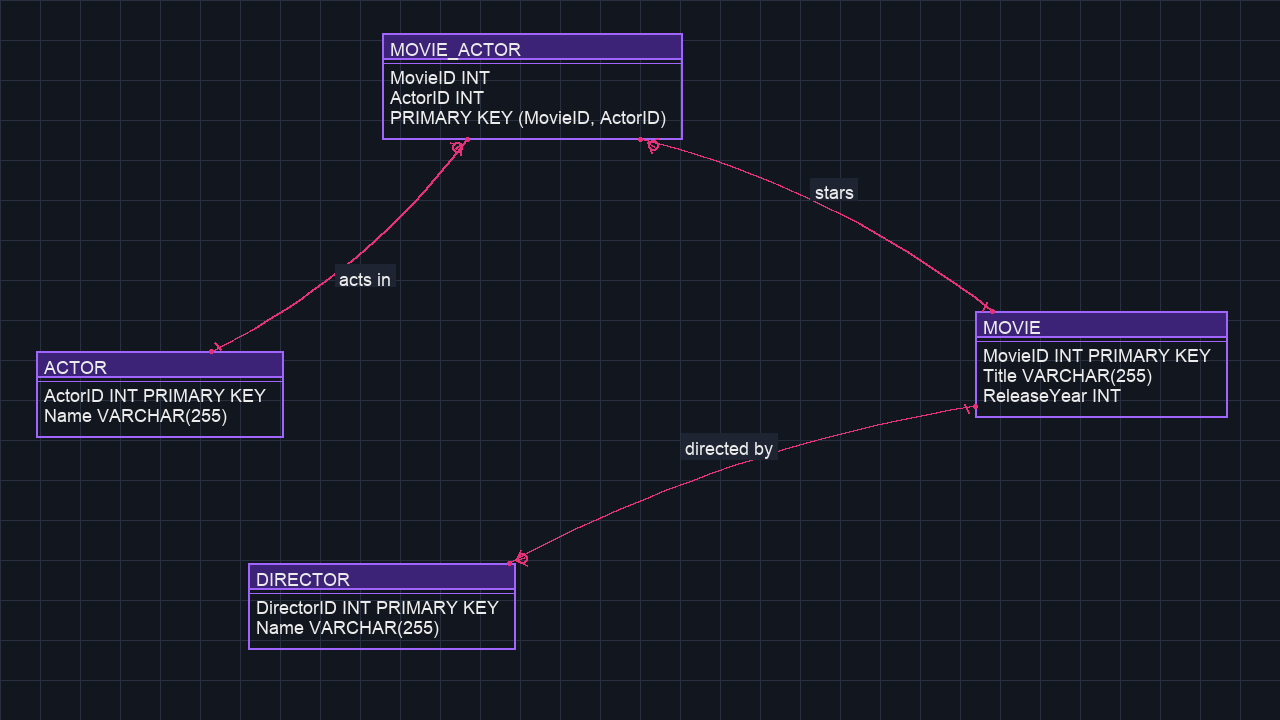 MOVIE_ACTOR
MovieID INT
ActorID INT
PRIMARY KEY (MovieID, ActorID)
stars
acts in
MOVIE
MovieID INT PRIMARY KEY
Title VARCHAR(255)
ReleaseYear INT
ACTOR
ActorID INT PRIMARY KEY
Name VARCHAR(255)
directed by
DIRECTOR
DirectorID INT PRIMARY KEY
Name VARCHAR(255)